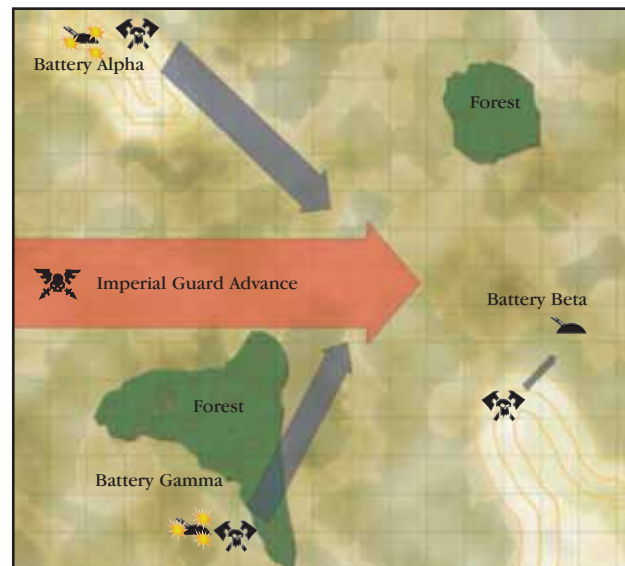 Battery Alpha
Forest
Imperial Guard Advance
Battery Beta
Forest
Battery Gamma